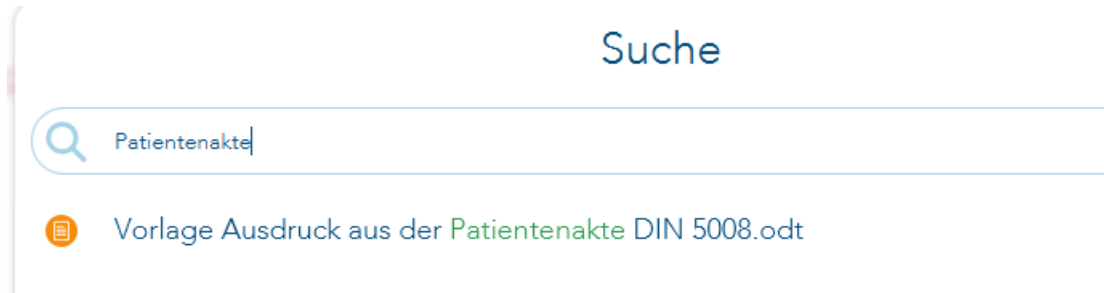 Suche
Patientenakte
Vorlage Ausdruck aus der Patientenakte DIN 5008.odt